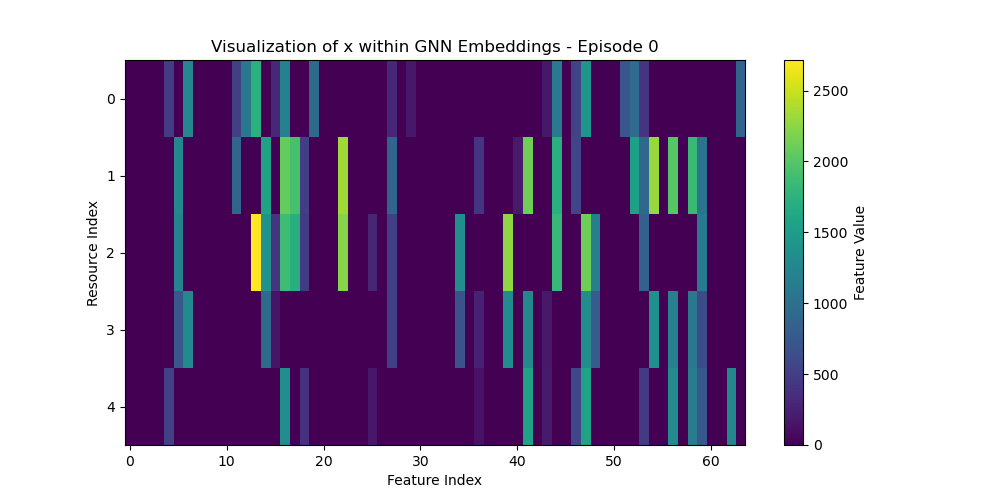 Visualization of x within GNN Embeddings - Episode 0
Resource Index
0
1
2
3
4
0 10 20 30 40 50 60
Feature Index
2500
2000
1500
1000
500
0
Feature Value